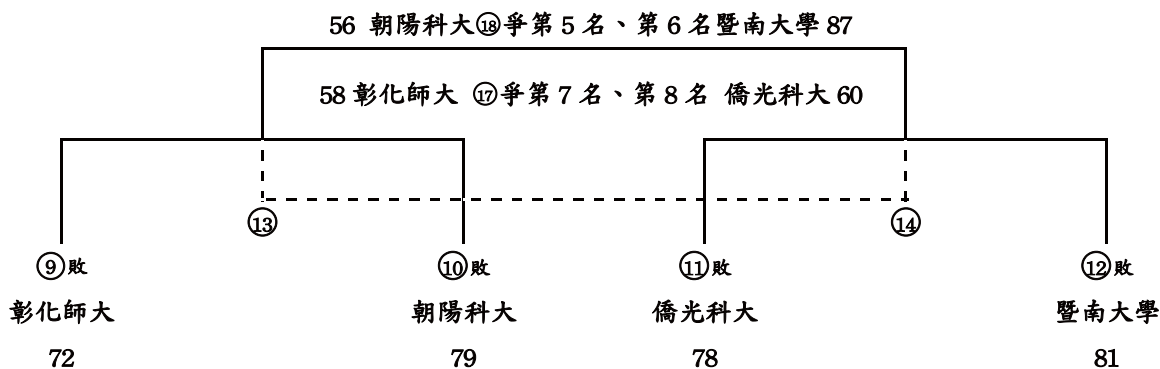 56 朝陽科大⑱爭第 5 名、第 6 名暨南大學 87
58 彰化師大 ⑰爭第 7 名、第 8 名 僑光科大 60
⑬ ⑭
⑨敗 ⑩敗 ⑪敗 ⑫敗
彰化師大 朝陽科大 僑光科大 暨南大學
72 79 78 81